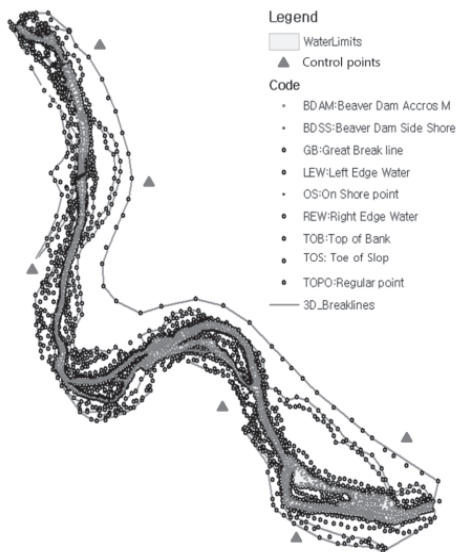 Legend
WaterLimits
Control points
Code
BDAM:Beaver Dam Accros M
BDSS:Beaver Dam Side Shore
GB:Great Break line
LEW:Left Edge Water
OS:On Shore point
REW:Right Edge Water
TOB:Top of Bank
TOS: Toe of Slop
TOPO:Regular point
3D_Breaklines